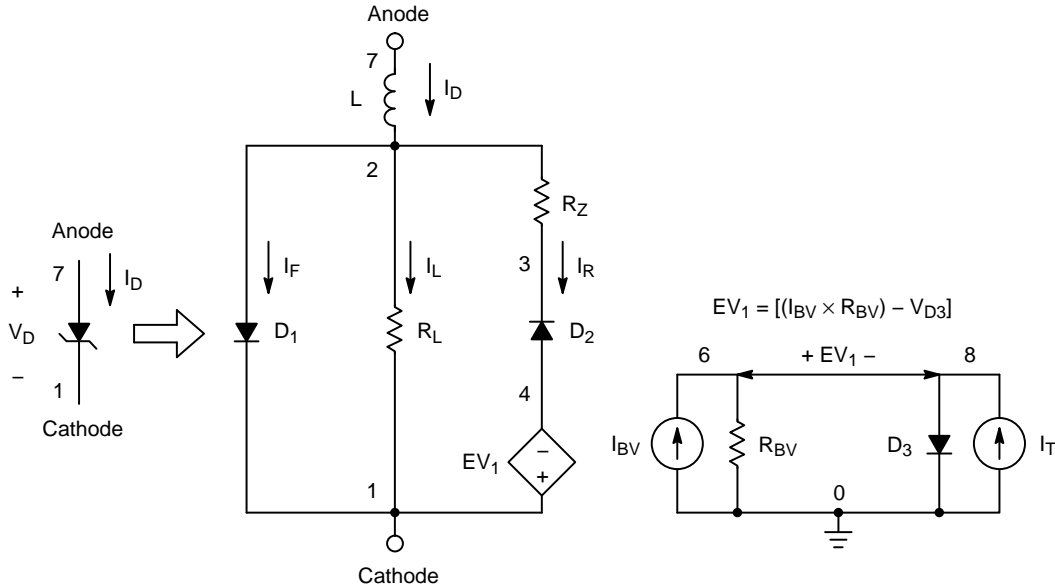 Anode
7
L
I_D
2
R_Z
Anode
7
I_D
+
V_D
–
1
Cathode
I_F
I_L
3
I_R
D_1
R_L
D_2
4
EV_1
–
+
1
Cathode
EV_1 = [(I_BV × R_BV) – V_D3]
6
+ EV_1 –
8
I_BV
R_BV
D_3
I_T
0